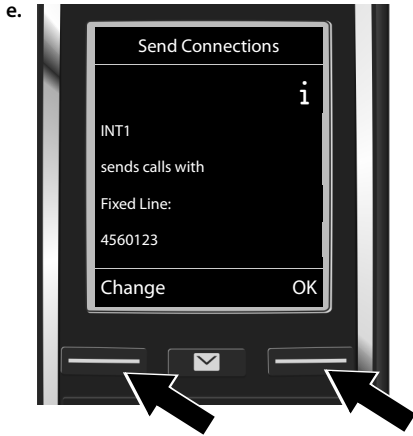 e.
Send Connections
i
INT1
sends calls with
Fixed Line:
4560123
Change OK